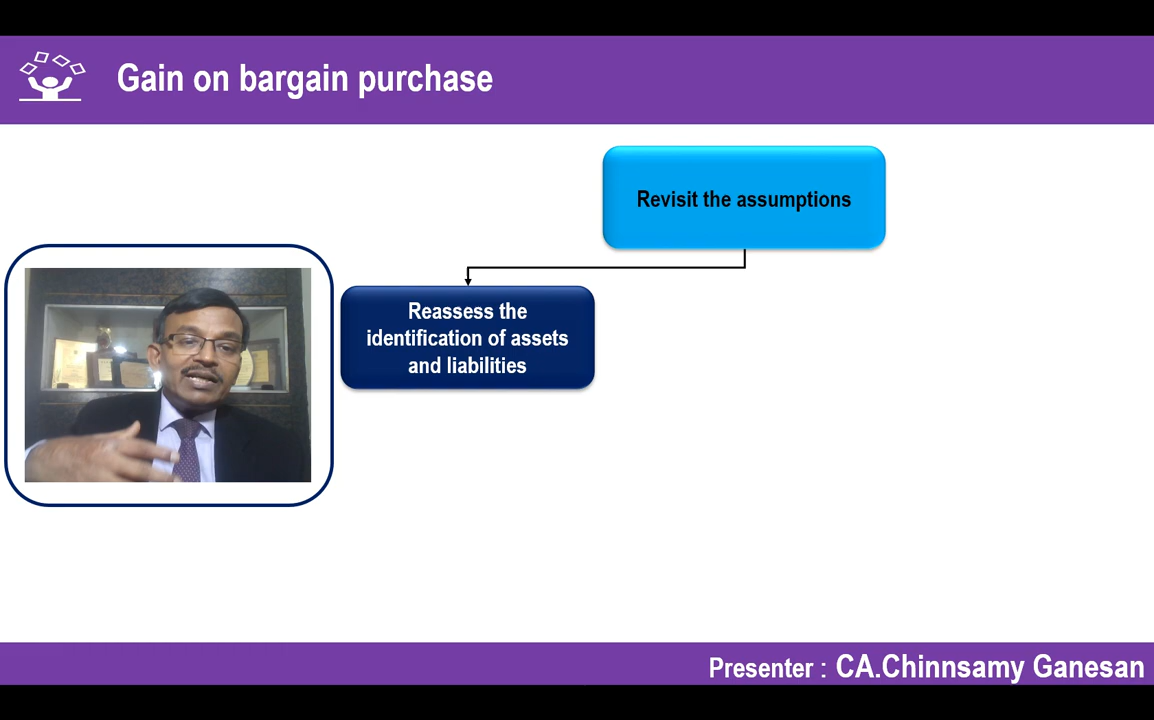 Gain on bargain purchase
Revisit the assumptions
Reassess the
identification of assets
and liabilities
Presenter : CA.Chinnsamy Ganesan